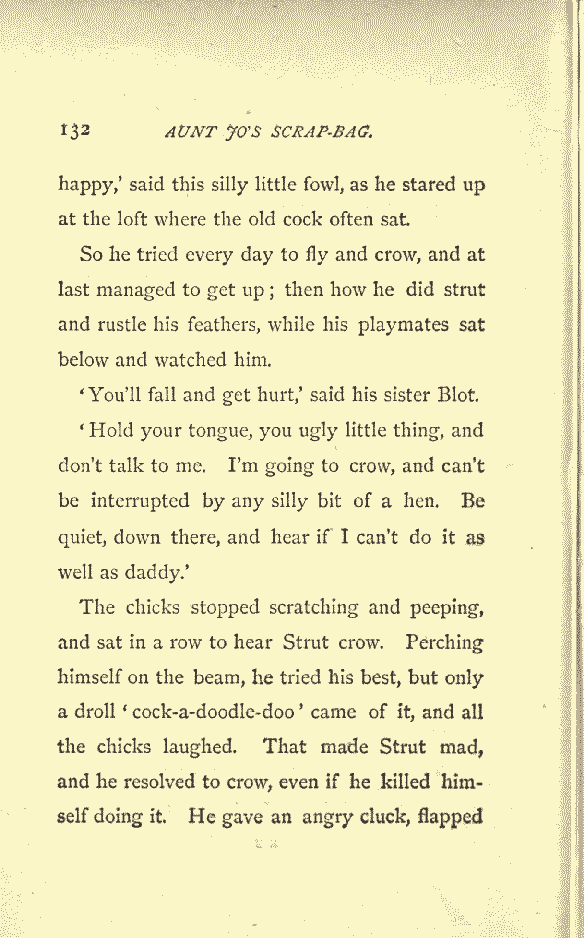 132 AUNT JO'S SCRAP-BAG.
happy,' said this silly little fowl, as he stared up
at the loft where the old cock often sat.
So he tried every day to fly and crow, and at
last managed to get up; then how he did strut
and rustle his feathers, while his playmates sat
below and watched him.
'You'll fall and get hurt,' said his sister Blot.
'Hold your tongue, you ugly little thing, and
don't talk to me. I'm going to crow, and can't
be interrupted by any silly bit of a hen. Be
quiet, down there, and hear if I can't do it as
well as daddy.'
The chicks stopped scratching and peeping,
and sat in a row to hear Strut crow. Perching
himself on the beam, he tried his best, but only
a droll 'cock-a-doodle-doo' came of it, and all
the chicks laughed. That made Strut mad,
and he resolved to crow, even if he killed him-
self doing it. He gave an angry cluck, flapped